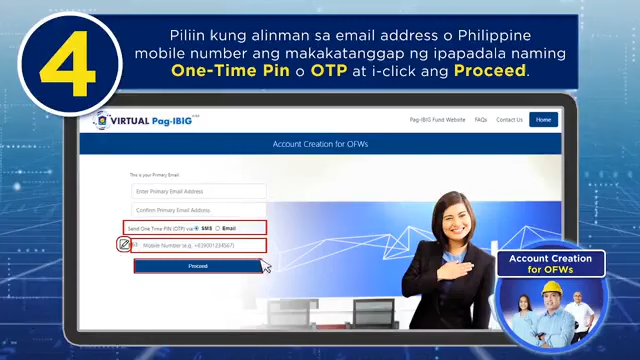 4
Piliin kung alinman sa email address o Philippine
mobile number ang makakatanggap ng ipapadala naming
One-Time Pin o OTP at i-click ang Proceed.
VIRTUAL Pag-IBIG
Pag-IBIG Fund Website FAQs Contact Us Home
Account Creation for OFWs
This is your Primary Email.
Enter Primary Email Address
Confirm Primary Email Address
Send One Time PIN (OTP) via: SMS Email
Mobile Number (e.g. +639001234567)
Proceed
Account Creation
for OFWs